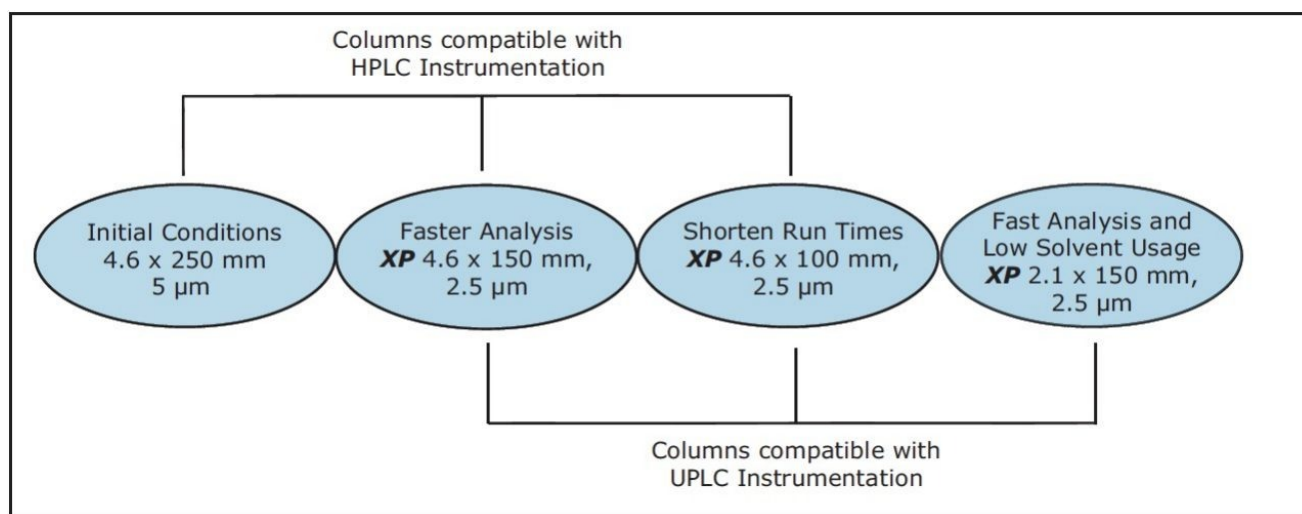 Columns compatible with
HPLC Instrumentation
Initial Conditions
4.6 x 250 mm
5 µm
Faster Analysis
XP 4.6 x 150 mm,
2.5 µm
Shorten Run Times
XP 4.6 x 100 mm,
2.5 µm
Fast Analysis and
Low Solvent Usage
XP 2.1 x 150 mm,
2.5 µm
Columns compatible with
UPLC Instrumentation